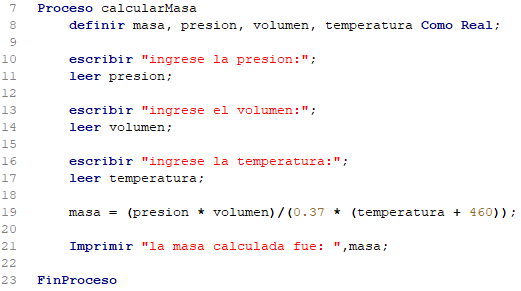 7 Proceso calcularMasa
8 definir masa, presion, volumen, temperatura Como Real;
9
10 escribir "ingrese la presion:";
11 leer presion;
12
13 escribir "ingrese el volumen:";
14 leer volumen;
15
16 escribir "ingrese la temperatura:";
17 leer temperatura;
18
19 masa = (presion * volumen)/(0.37 * (temperatura + 460));
20
21 Imprimir "la masa calculada fue: ",masa;
22
23 FinProceso